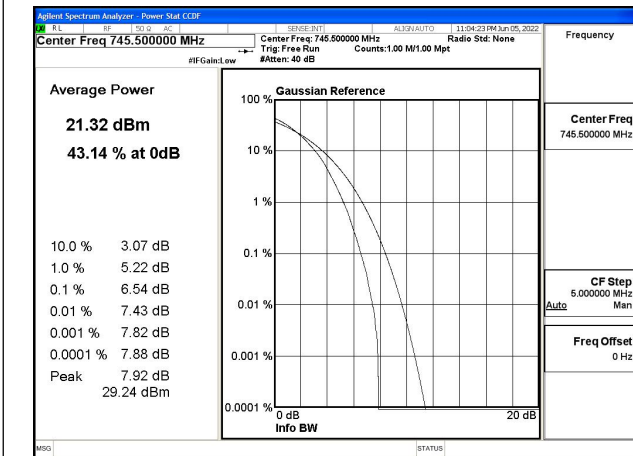 Agilent Spectrum Analyzer - Power Stat CCDF
LXI RL RF 50 Ω AC SENSE:INT ALIGN AUTO 11:04:23 PM Jun 05, 2022
Center Freq 745.500000 MHz
Center Freq: 745.500000 MHz Radio Std: None
Trig: Free Run Counts:1.00 M/1.00 Mpt
#IFGain:Low #Atten: 40 dB
Frequency
Average Power
21.32 dBm
43.14 % at 0dB
10.0 % 3.07 dB
1.0 % 5.22 dB
0.1 % 6.54 dB
0.01 % 7.43 dB
0.001 % 7.82 dB
0.0001 % 7.88 dB
Peak 7.92 dB
29.24 dBm
Gaussian Reference
100 %
10 %
1 %
0.1 %
0.01 %
0.001 %
0.0001 %
0 dB 20 dB
Info BW
Center Freq
745.500000 MHz
CF Step
5.000000 MHz
Auto Man
Freq Offset
0 Hz
MSG STATUS